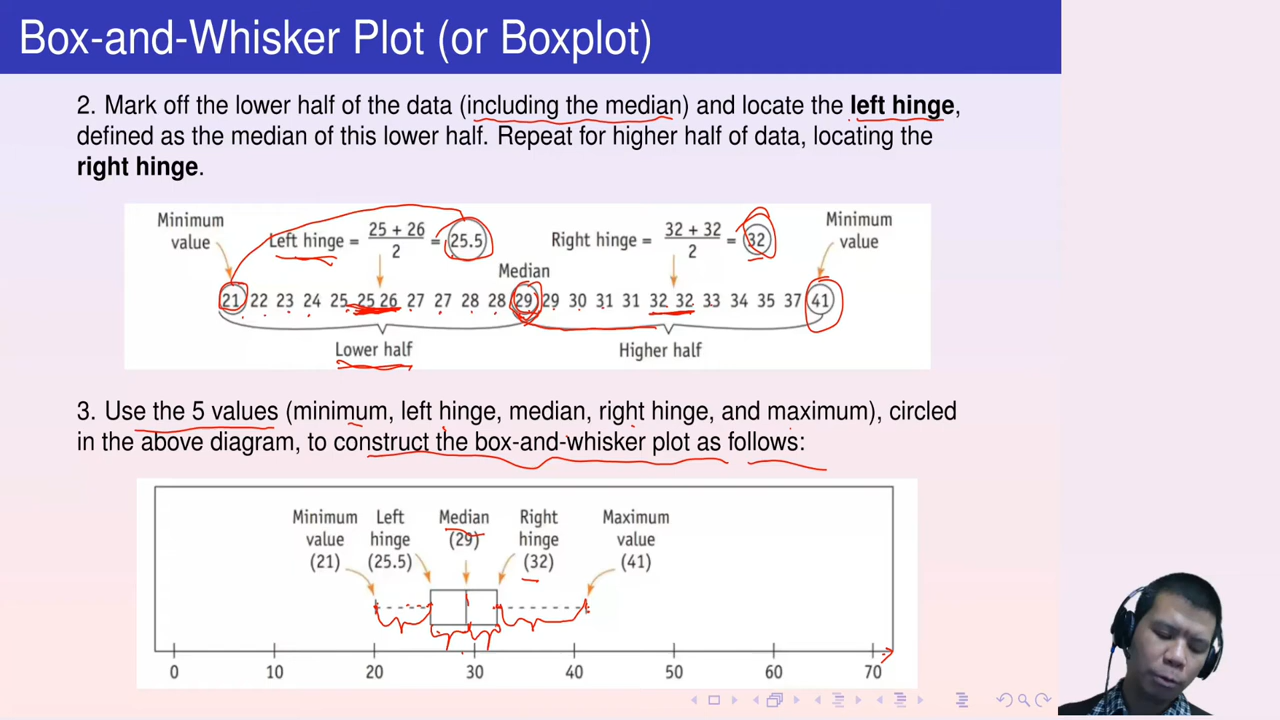 Box-and-Whisker Plot (or Boxplot)
2. Mark off the lower half of the data (including the median) and locate the left hinge,
defined as the median of this lower half. Repeat for higher half of data, locating the
right hinge.
Minimum value
Left hinge = 25 + 26 / 2 = 25.5
Right hinge = 32 + 32 / 2 = 32
Minimum value
Median
21 22 23 24 25 25 26 27 27 28 28 29 29 30 31 31 32 32 33 34 35 37 41
Lower half
Higher half
3. Use the 5 values (minimum, left hinge, median, right hinge, and maximum), circled
in the above diagram, to construct the box-and-whisker plot as follows:
Minimum value (21)
Left hinge (25.5)
Median (29)
Right hinge (32)
Maximum value (41)
0 10 20 30 40 50 60 70